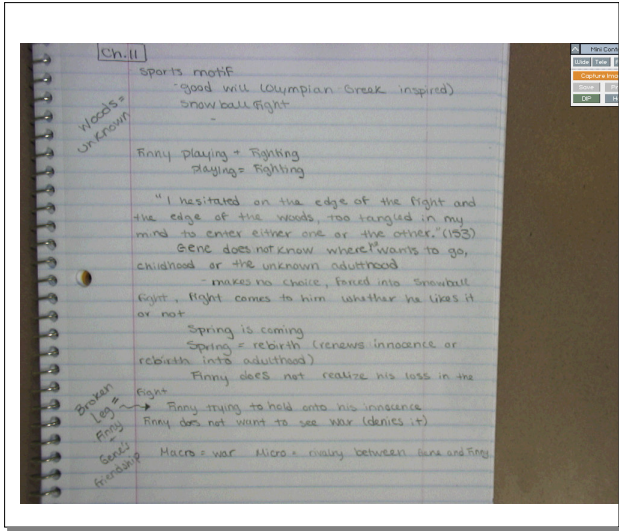 Ch. 11
Sports motif
- good will (Olympian Greek inspired)
snowball fight
-
Woods =
unknown
Finny playing + Fighting
playing = Fighting
"I hesitated on the edge of the fight and
the edge of the woods, too tangled in my
mind to enter either one or the other." (153)
Gene does not know where he wants to go,
childhood or the unknown adulthood
- makes no choice, forced into snowball
fight, fight comes to him whether he likes it
or not
Spring is coming
Spring = rebirth (renews innocence or
rebirth into adulthood)
Finny does not realize his loss in the
fight
Broken
Leg =
Finny
Gene's
friendship
Finny trying to hold onto his innocence
Finny does not want to see war (denies it)
Macro = war Micro = rivalry between Gene and Finny
Mini Cont
Wide Tele
Capture Ima
Save
DIP